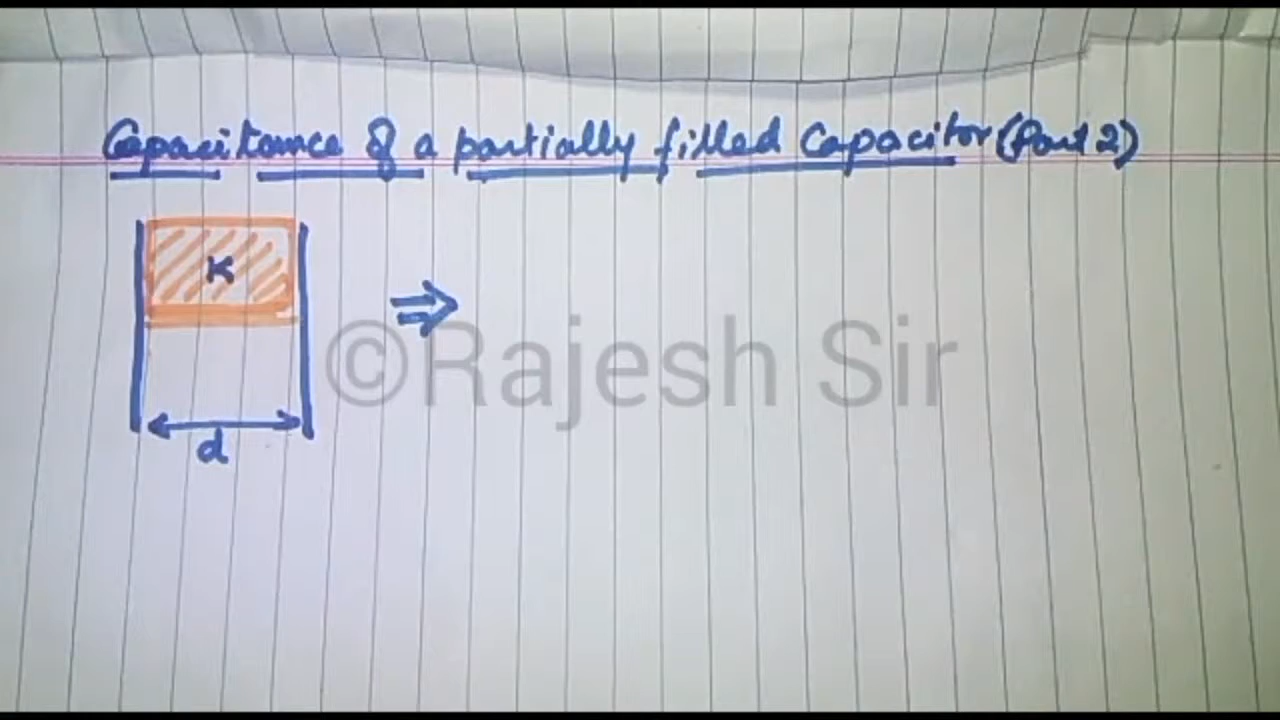 Capacitance of a partially filled Capacitor (Part 2)
K
⇒
©Rajesh Sir
d